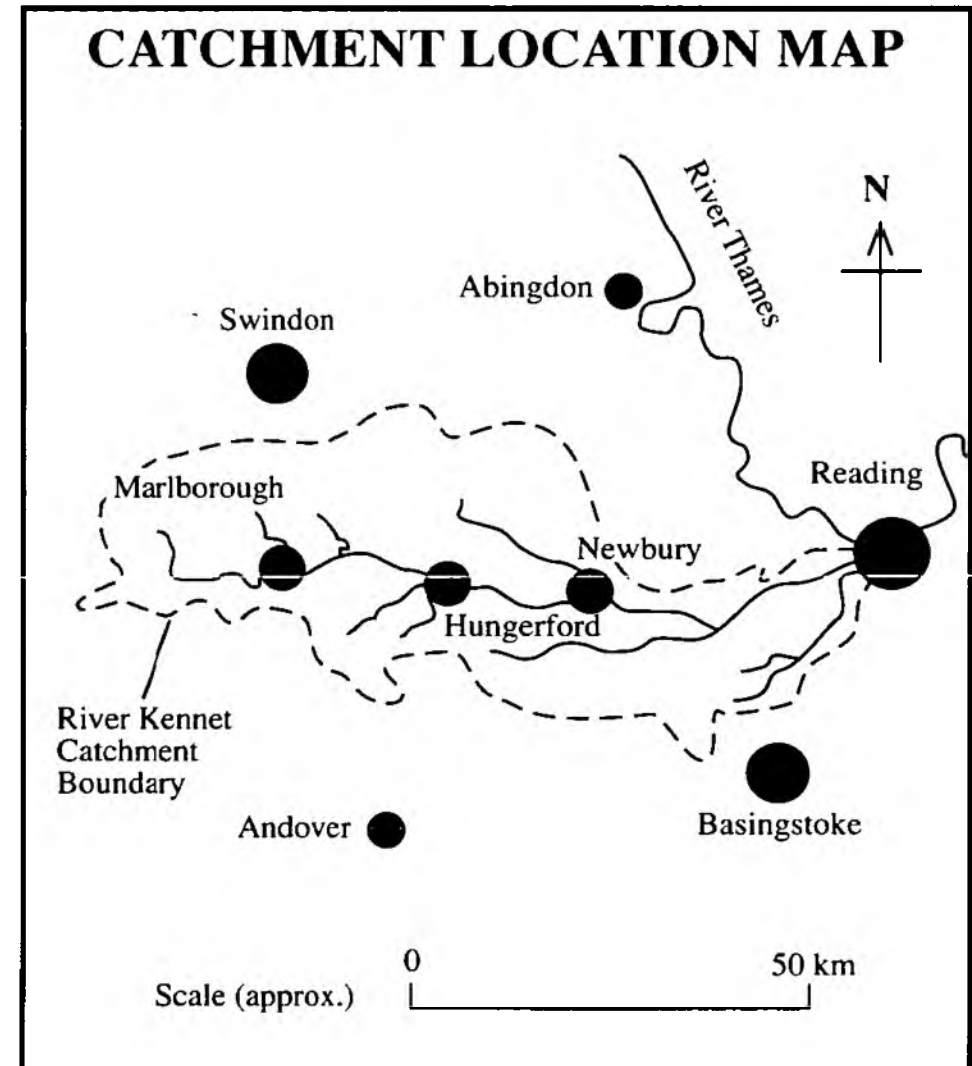 CATCHMENT LOCATION MAP
River Thames
N
Abingdon
Swindon
Reading
Marlborough
Newbury
Hungerford
River Kennet
Catchment
Boundary
Andover
Basingstoke
0
50 km
Scale (approx.)